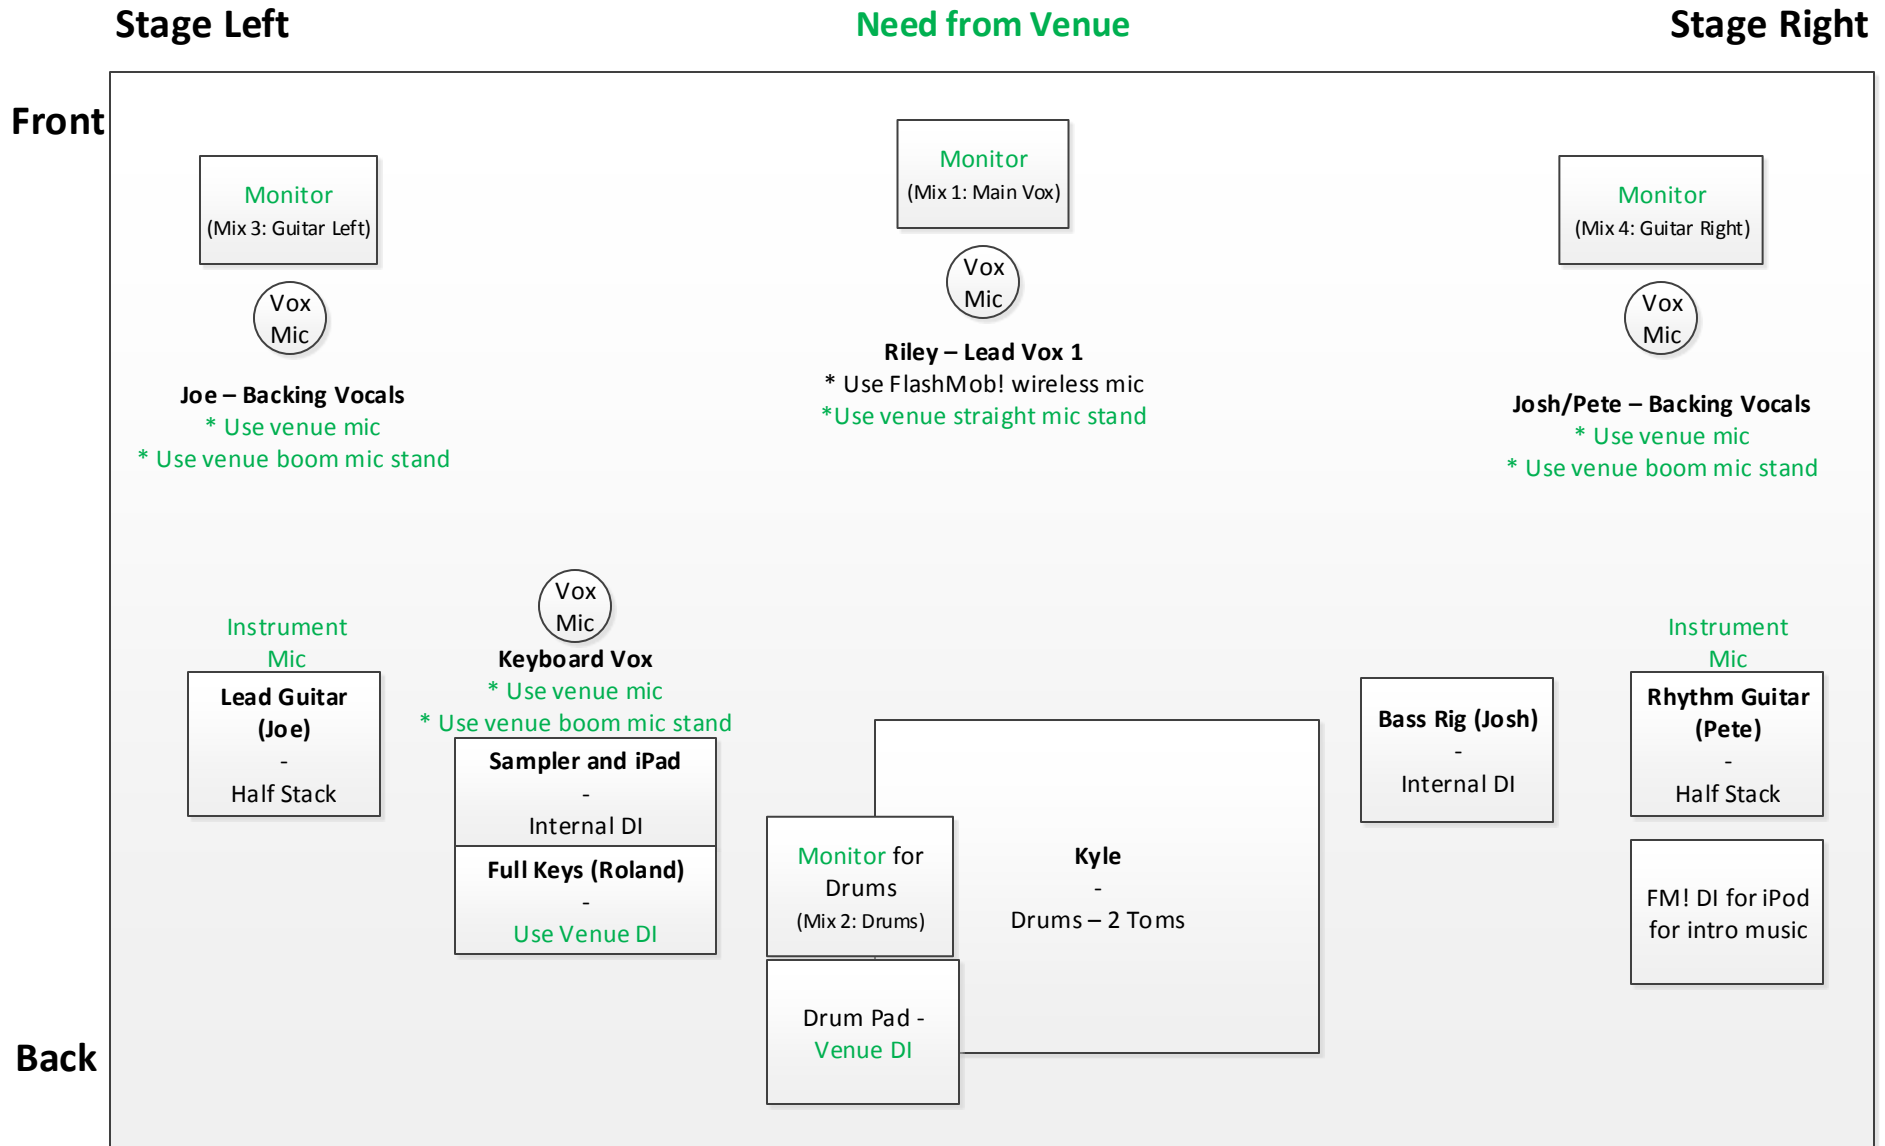 Stage Left
Need from Venue
Stage Right
Front
Monitor
(Mix 3: Guitar Left)
Vox
Mic
Joe – Backing Vocals
* Use venue mic
* Use venue boom mic stand
Monitor
(Mix 1: Main Vox)
Vox
Mic
Riley – Lead Vox 1
* Use FlashMob! wireless mic
*Use venue straight mic stand
Monitor
(Mix 4: Guitar Right)
Vox
Mic
Josh/Pete – Backing Vocals
* Use venue mic
* Use venue boom mic stand
Instrument
Mic
Lead Guitar
(Joe)
-
Half Stack
Vox
Mic
Keyboard Vox
* Use venue mic
* Use venue boom mic stand
Sampler and iPad
-
Internal DI
Full Keys (Roland)
-
Use Venue DI
Monitor for
Drums
(Mix 2: Drums)
Drum Pad -
Venue DI
Kyle
-
Drums – 2 Toms
Bass Rig (Josh)
-
Internal DI
Instrument
Mic
Rhythm Guitar
(Pete)
-
Half Stack
FM! DI for iPod
for intro music
Back